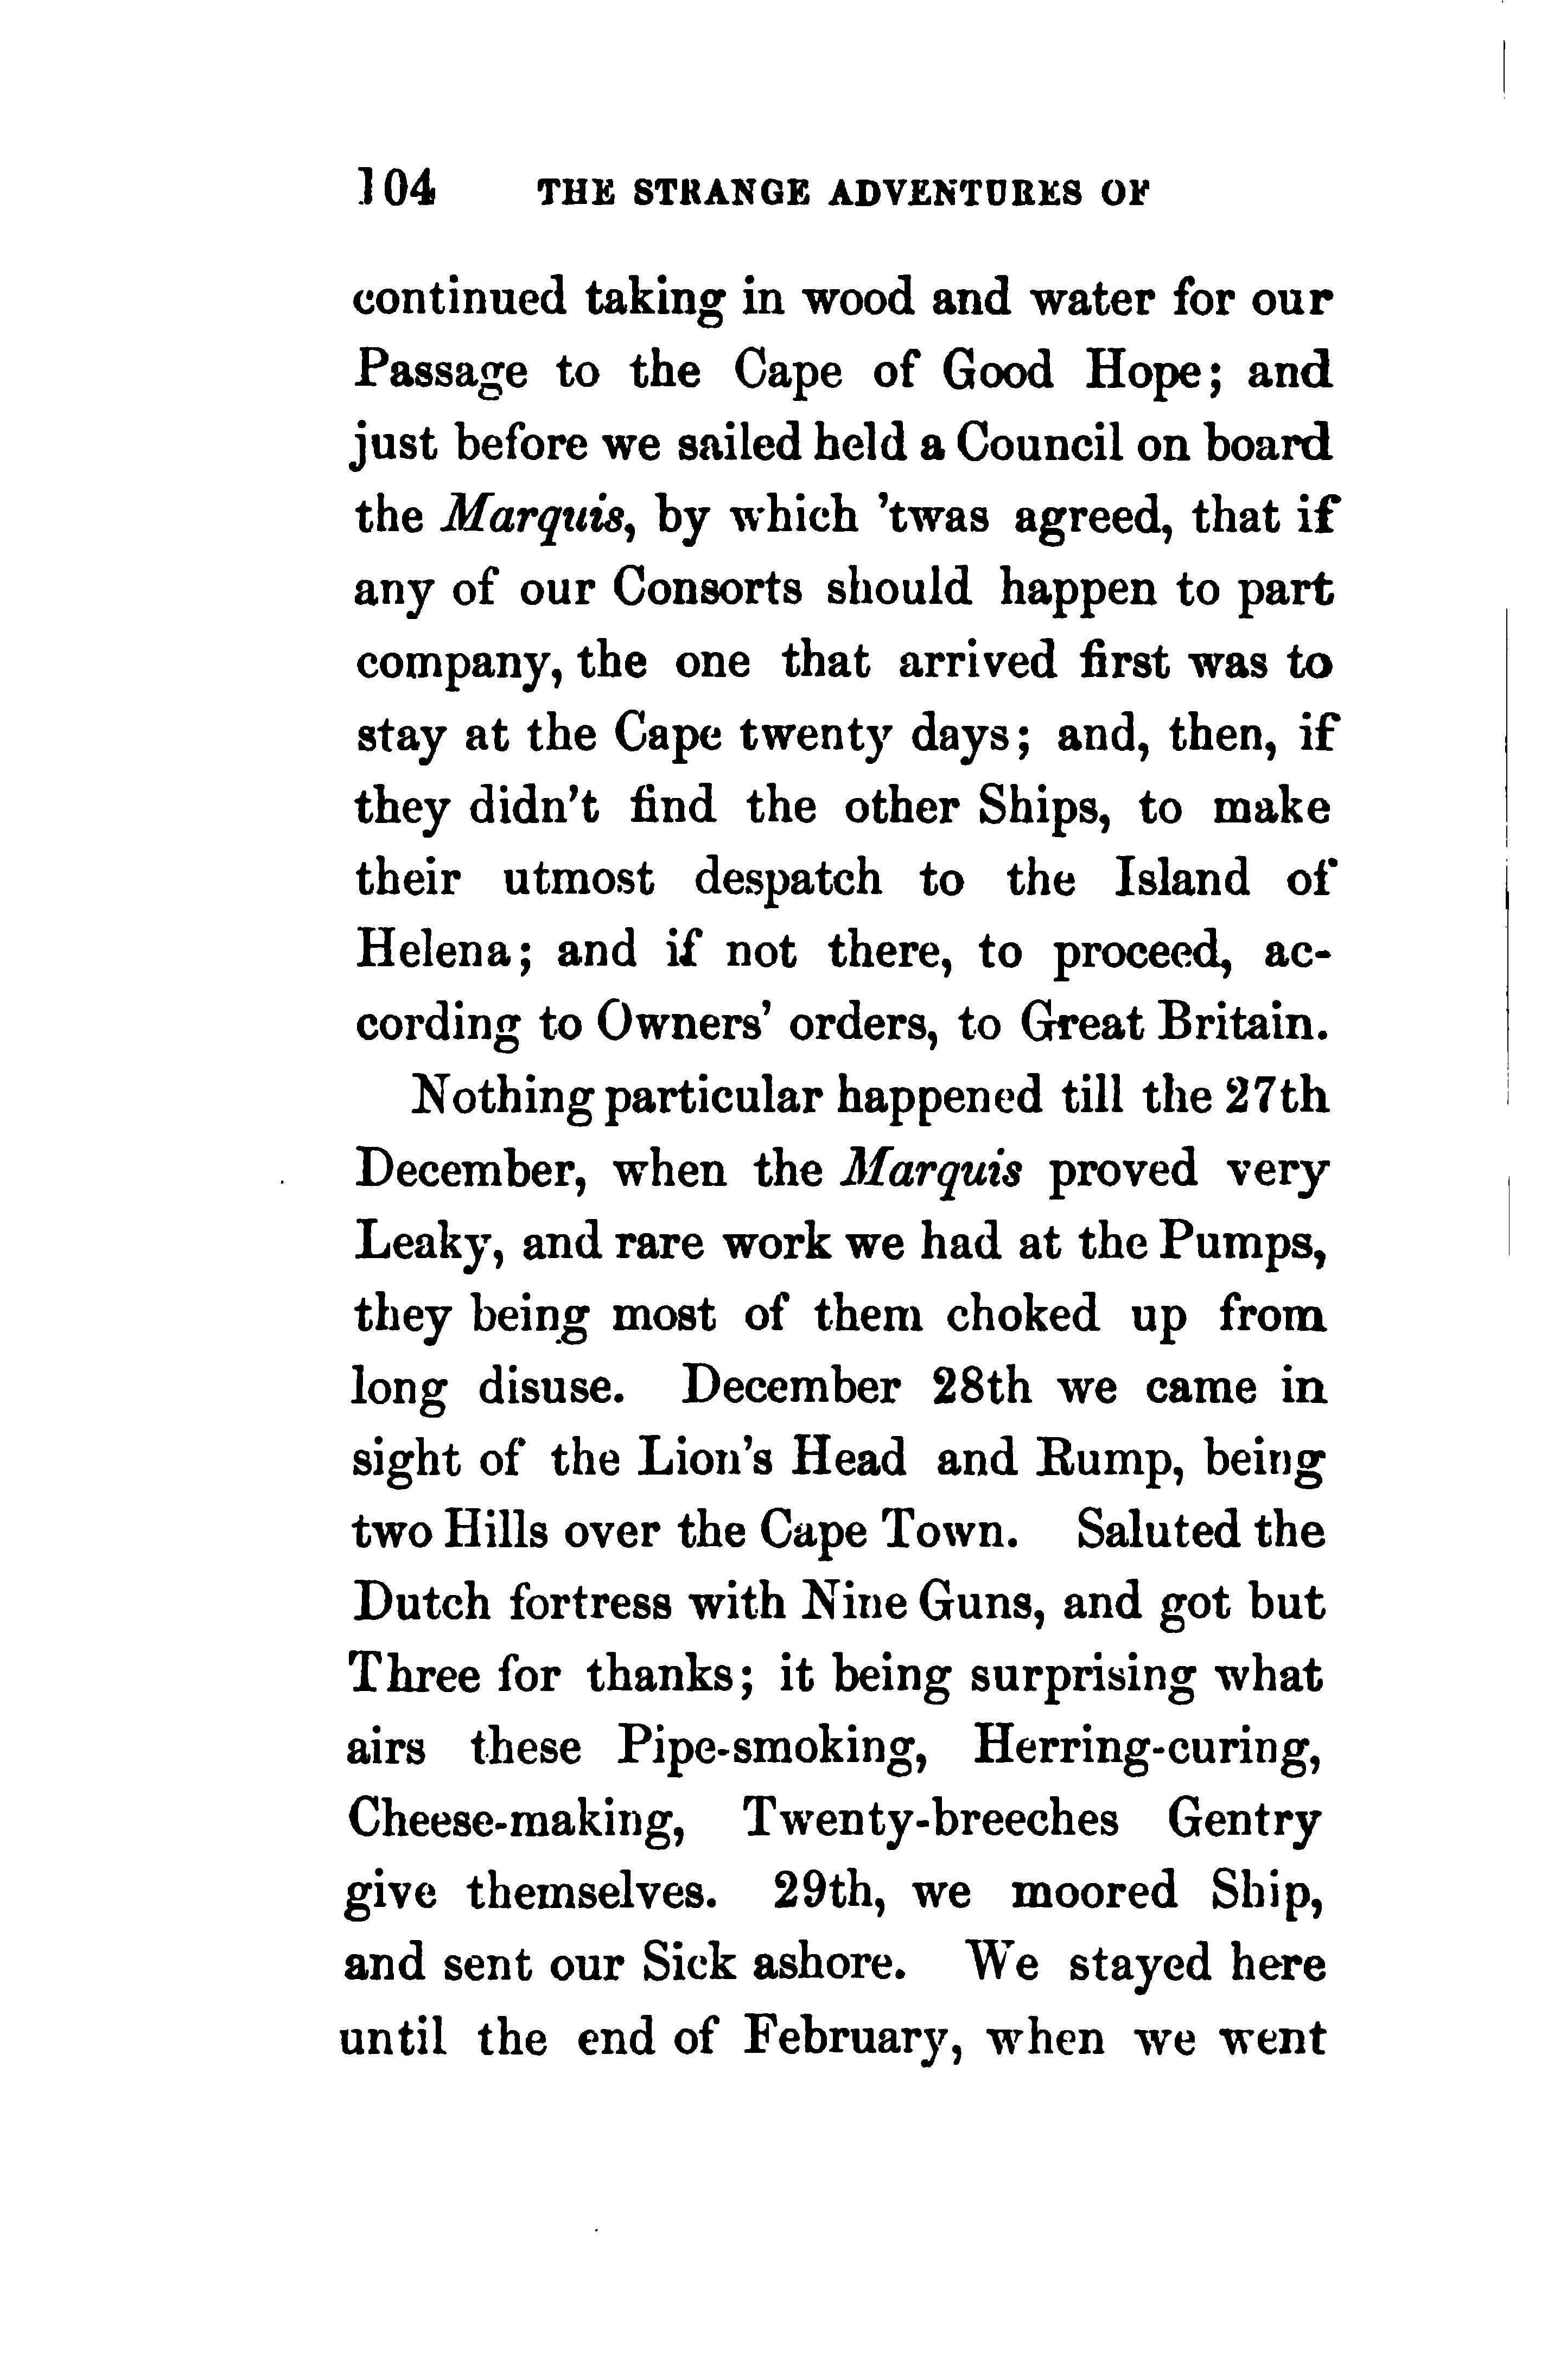 104 THE STRANGE ADVENTURES OF
continued taking in wood and water for our
Passage to the Cape of Good Hope; and
just before we sailed held a Council on board
the Marquis, by which ’twas agreed, that if
any of our Consorts should happen to part
company, the one that arrived first was to
stay at the Cape twenty days; and, then, if
they didn’t find the other Ships, to make
their utmost despatch to the Island of
Helena; and if not there, to proceed, ac-
cording to Owners’ orders, to Great Britain.
Nothing particular happened till the 27th
December, when the Marquis proved very
Leaky, and rare work we had at the Pumps,
they being most of them choked up from
long disuse. December 28th we came in
sight of the Lion’s Head and Rump, being
two Hills over the Cape Town. Saluted the
Dutch fortress with Nine Guns, and got but
Three for thanks; it being surprising what
airs these Pipe-smoking, Herring-curing,
Cheese-making, Twenty-breeches Gentry
give themselves. 29th, we moored Ship,
and sent our Sick ashore. We stayed here
until the end of February, when we went